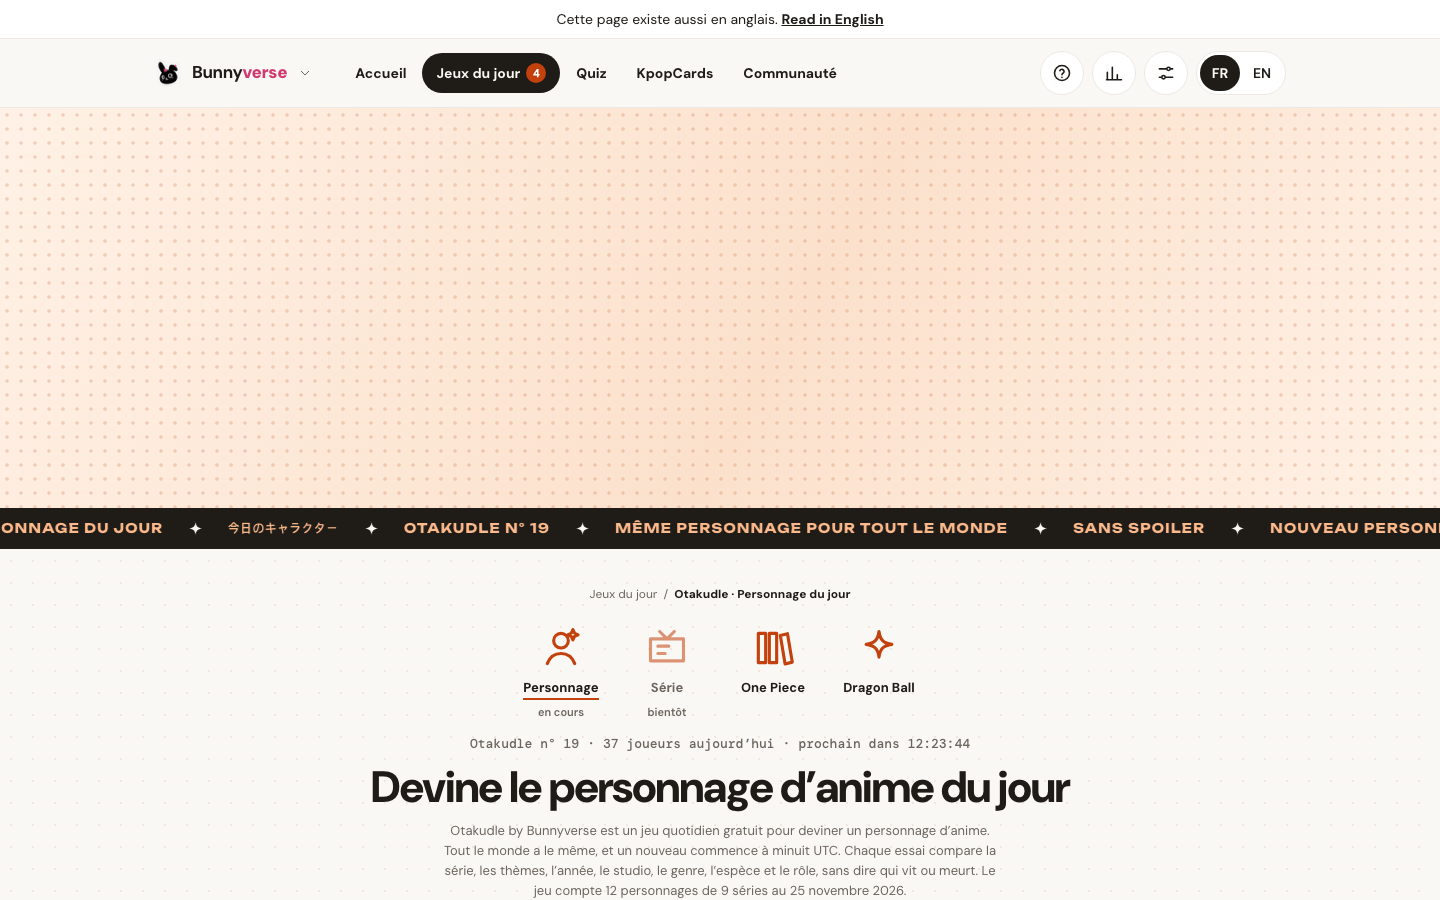 Cette page existe aussi en anglais. Read in English
Bunnyverse
Accueil
Jeux du jour 4
Quiz
KpopCards
Communauté
FR
EN
ONNAGE DU JOUR ✦ 今日のキャラクター ✦ OTAKUDLE N° 19 ✦ MÊME PERSONNAGE POUR TOUT LE MONDE ✦ SANS SPOILER ✦ NOUVEAU PERSON
Jeux du jour / Otakudle · Personnage du jour
Personnage
en cours
Série
bientôt
One Piece
Dragon Ball
Otakudle n° 19 · 37 joueurs aujourd’hui · prochain dans 12:23:44
Devine le personnage d’anime du jour
Otakudle by Bunnyverse est un jeu quotidien gratuit pour deviner un personnage d’anime.
Tout le monde a le même, et un nouveau commence à minuit UTC. Chaque essai compare la
série, les thèmes, l’année, le studio, le genre, l’espèce et le rôle, sans dire qui vit ou meurt. Le
jeu compte 12 personnages de 9 séries au 25 novembre 2026.